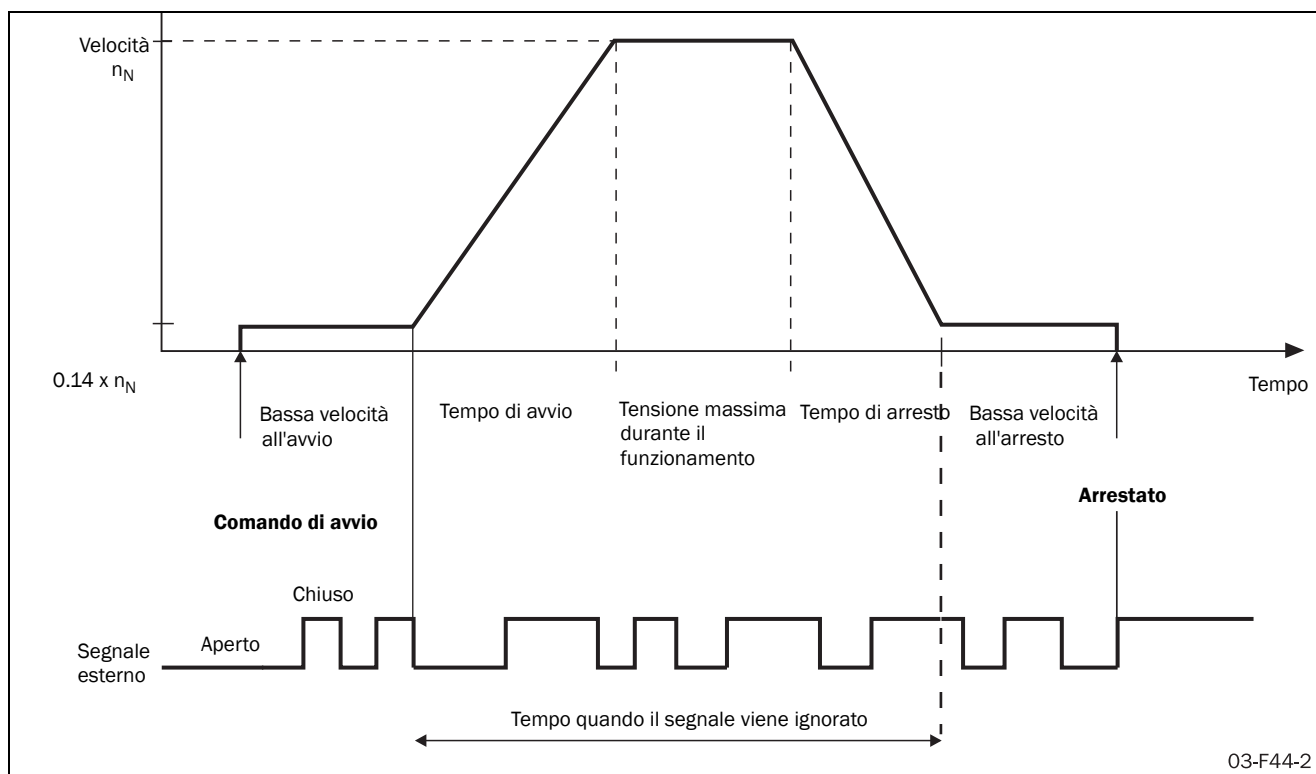 Velocità
n_N
0.14 x n_N
Tempo
Bassa velocità
all'avvio
Tempo di avvio
Tensione massima
durante il
funzionamento
Tempo di arresto
Bassa velocità
all'arresto
Comando di avvio
Arrestato
Chiuso
Aperto
Segnale
esterno
Tempo quando il segnale viene ignorato
03-F44-2